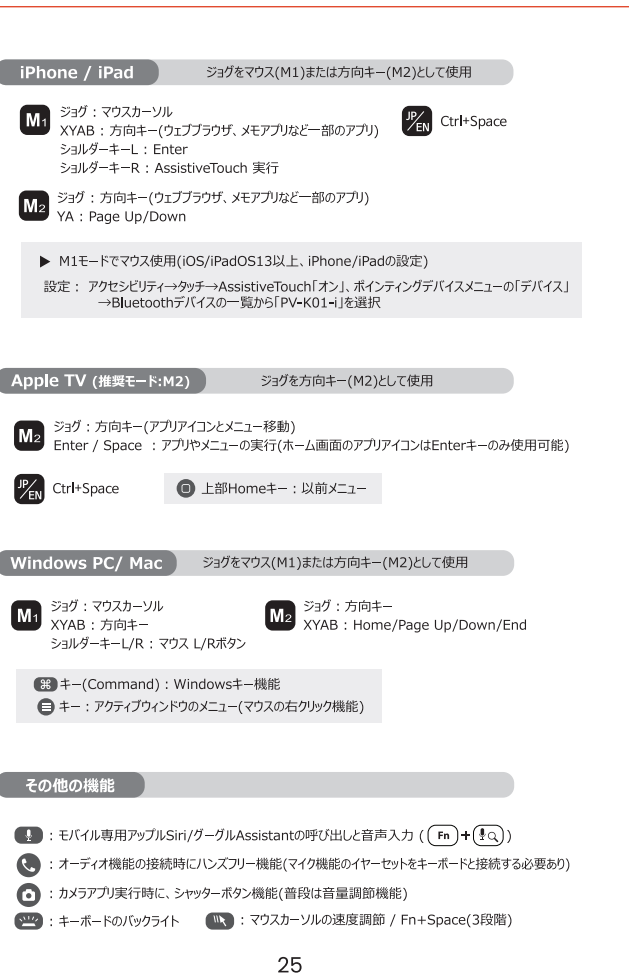 iPhone / iPad ジョグをマウス(M1)または方向キー(M2)として使用
M1 ジョグ : マウスカーソル
XYAB : 方向キー(ウェブブラウザ、メモアプリなど一部のアプリ)
ショルダーキーL : Enter
ショルダーキーR : AssistiveTouch 実行
JP/EN Ctrl+Space
M2 ジョグ : 方向キー(ウェブブラウザ、メモアプリなど一部のアプリ)
YA : Page Up/Down
▶ M1モードでマウス使用(iOS/iPadOS13以上、iPhone/iPadの設定)
設定 : アクセシビリティ→タッチ→AssistiveTouch「オン」、ポインティングデバイスメニューの「デバイス」
→Bluetoothデバイスの一覧から「PV-K01-i」を選択
Apple TV (推奨モード:M2) ジョグを方向キー(M2)として使用
M2 ジョグ : 方向キー(アプリアイコンとメニュー移動)
Enter / Space : アプリやメニューの実行(ホーム画面のアプリアイコンはEnterキーのみ使用可能)
JP/EN Ctrl+Space
上部Homeキー : 以前メニュー
Windows PC/ Mac ジョグをマウス(M1)または方向キー(M2)として使用
M1 ジョグ : マウスカーソル
XYAB : 方向キー
ショルダーキーL/R : マウス L/Rボタン
M2 ジョグ : 方向キー
XYAB : Home/Page Up/Down/End
⌘ キー(Command) : Windowsキー機能
キー : アクティブウィンドウのメニュー(マウスの右クリック機能)
その他の機能
: モバイル専用アップルSiri/グーグルAssistantの呼び出しと音声入力 ( Fn + )
: オーディオ機能の接続時にハンズフリー機能(マイク機能のイヤーセットをキーボードと接続する必要あり)
: カメラアプリ実行時に、シャッターボタン機能(普段は音量調節機能)
: キーボードのバックライト
: マウスカーソルの速度調節 / Fn+Space(3段階)
25